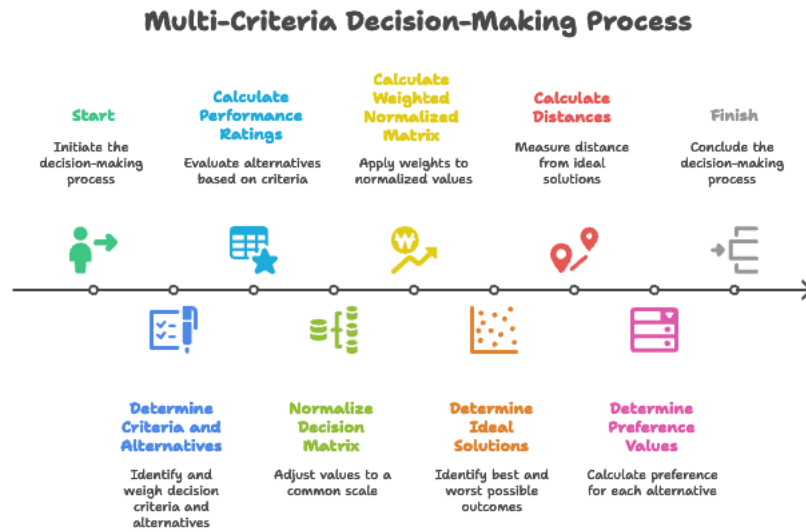 Multi-Criteria Decision-Making Process
Start
Initiate the
decision-making
process
Calculate
Performance
Ratings
Evaluate alternatives
based on criteria
Calculate
Weighted
Normalized
Matrix
Apply weights to
normalized values
Calculate
Distances
Measure distance
from ideal
solutions
Finish
Conclude the
decision-making
process
W
Determine
Criteria and
Alternatives
Identify and
weigh decision
criteria and
alternatives
Normalize
Decision
Matrix
Adjust values to a
common scale
Determine
Ideal
Solutions
Identify best and
worst possible
outcomes
Determine
Preference
Values
Calculate preference
for each alternative